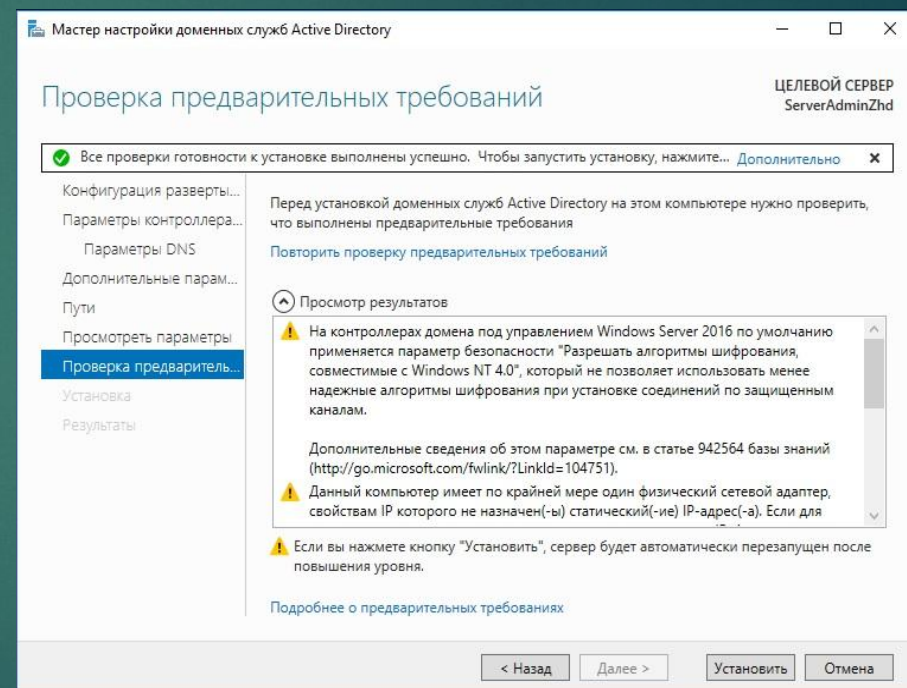 Мастер настройки доменных служб Active Directory
Проверка предварительных требований
ЦЕЛЕВОЙ СЕРВЕР
ServerAdminZhd
Все проверки готовности к установке выполнены успешно. Чтобы запустить установку, нажмите... Дополнительно
Конфигурация разверты...
Параметры контроллера...
Параметры DNS
Дополнительные парам...
Пути
Просмотреть параметры
Проверка предваритель...
Установка
Результаты
Перед установкой доменных служб Active Directory на этом компьютере нужно проверить,
что выполнены предварительные требования
Повторить проверку предварительных требований
Просмотр результатов
На контроллерах домена под управлением Windows Server 2016 по умолчанию
применяется параметр безопасности "Разрешать алгоритмы шифрования,
совместимые с Windows NT 4.0", который не позволяет использовать менее
надежные алгоритмы шифрования при установке соединений по защищенным
каналам.
Дополнительные сведения об этом параметре см. в статье 942564 базы знаний
(http://go.microsoft.com/fwlink/?LinkId=104751).
Данный компьютер имеет по крайней мере один физический сетевой адаптер,
свойствам IP которого не назначен(-ы) статический(-ие) IP-адрес(-а). Если для
Если вы нажмете кнопку "Установить", сервер будет автоматически перезапущен после
повышения уровня.
Подробнее о предварительных требованиях
< Назад
Далее >
Установить
Отмена